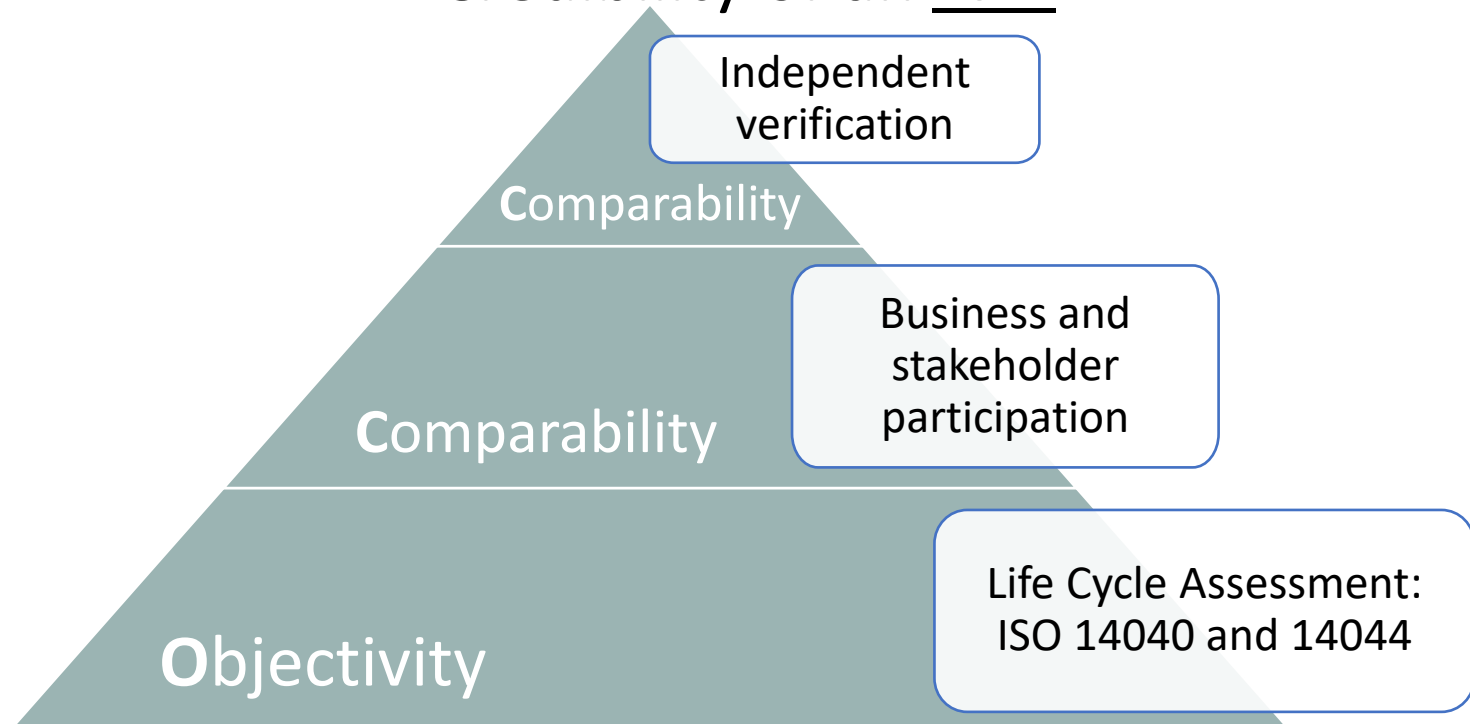 Independent
verification
Comparability
Business and
stakeholder
participation
Comparability
Life Cycle Assessment:
ISO 14040 and 14044
Objectivity